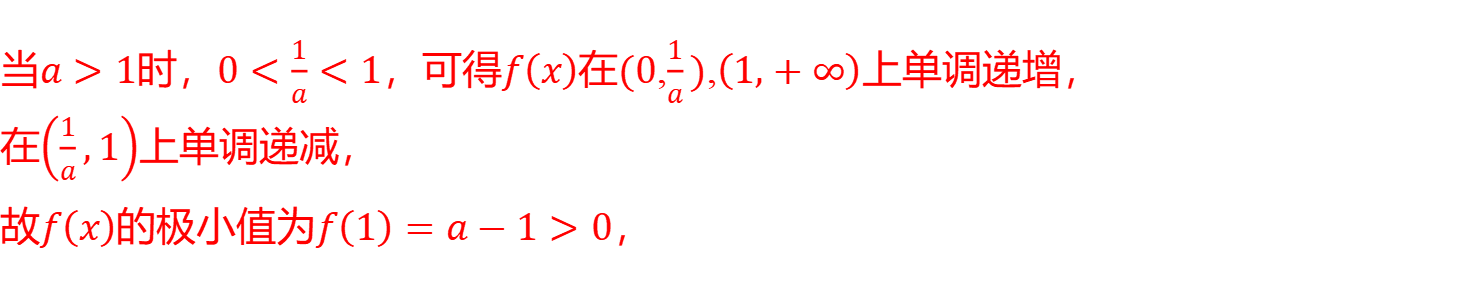 当a > 1时，0 < 1/a < 1，可得f(x)在(0,1/a),(1, + ∞)上单调递增，
在(1/a, 1)上单调递减，
故f(x)的极小值为f(1) = a − 1 > 0，